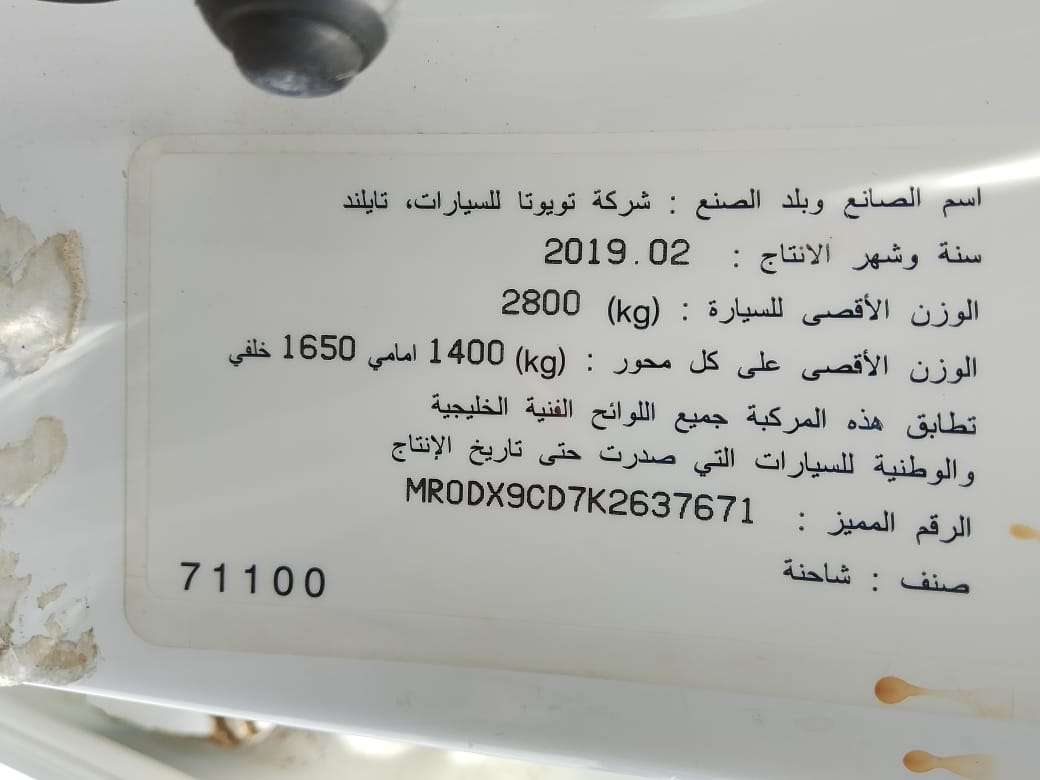 اسم الصانع وبلد الصنع : شركة تويوتا للسيارات، تايلند
سنة وشهر الانتاج : 2019.02
الوزن الأقصى للسيارة : (kg) 2800
الوزن الأقصى على كل محور : (kg) 1400 امامي 1650 خلفي
تطابق هذه المركبة جميع اللوائح الفنية الخليجية
والوطنية للسيارات التي صدرت حتى تاريخ الإنتاج
الرقم المميز : MR0DX9CD7K2637671
صنف : شاحنة
71100